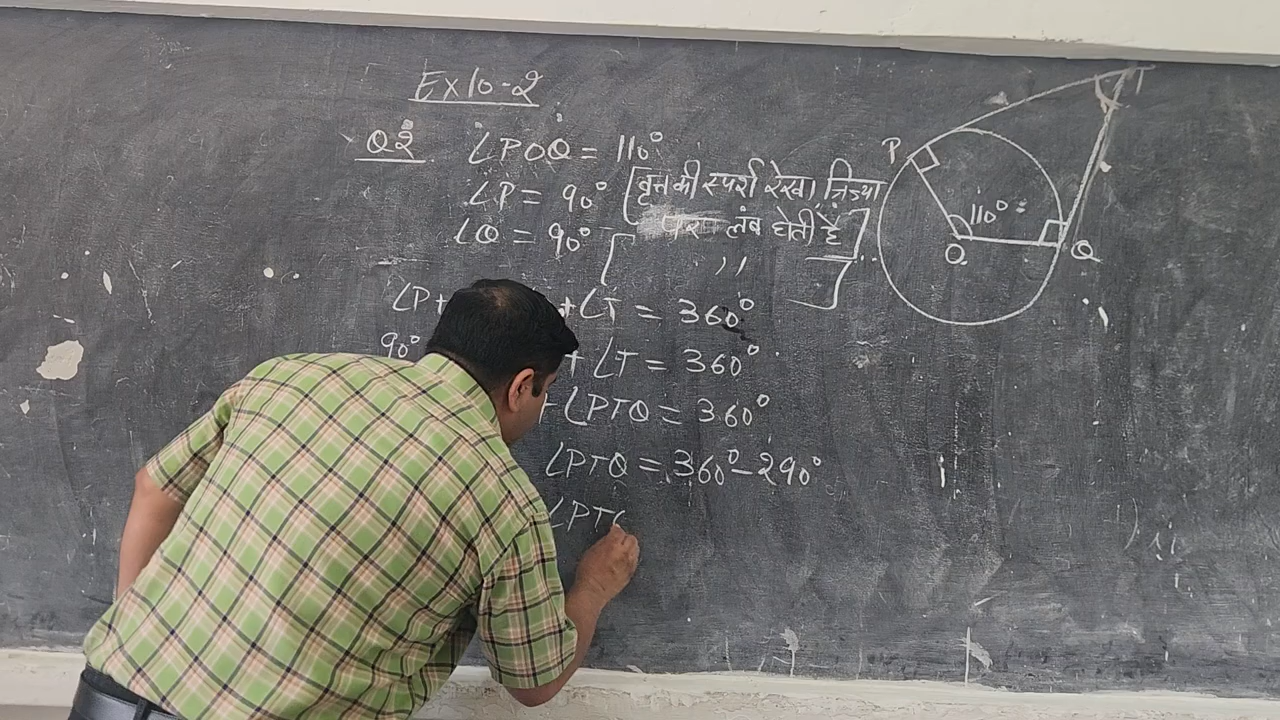 Ex 10-2
Q2 ∠POQ = 110°
∠P = 90° [वृत्त की स्पर्श रेखा, त्रिज्या
पर लंब होती है]
∠Q = 90° [ ,, ]
∠P+ +∠T = 360°
90° + ∠T = 360°
+ ∠PTQ = 360°
∠PTQ = 360° - 290°
∠PTQ
P
T
110°
O
Q